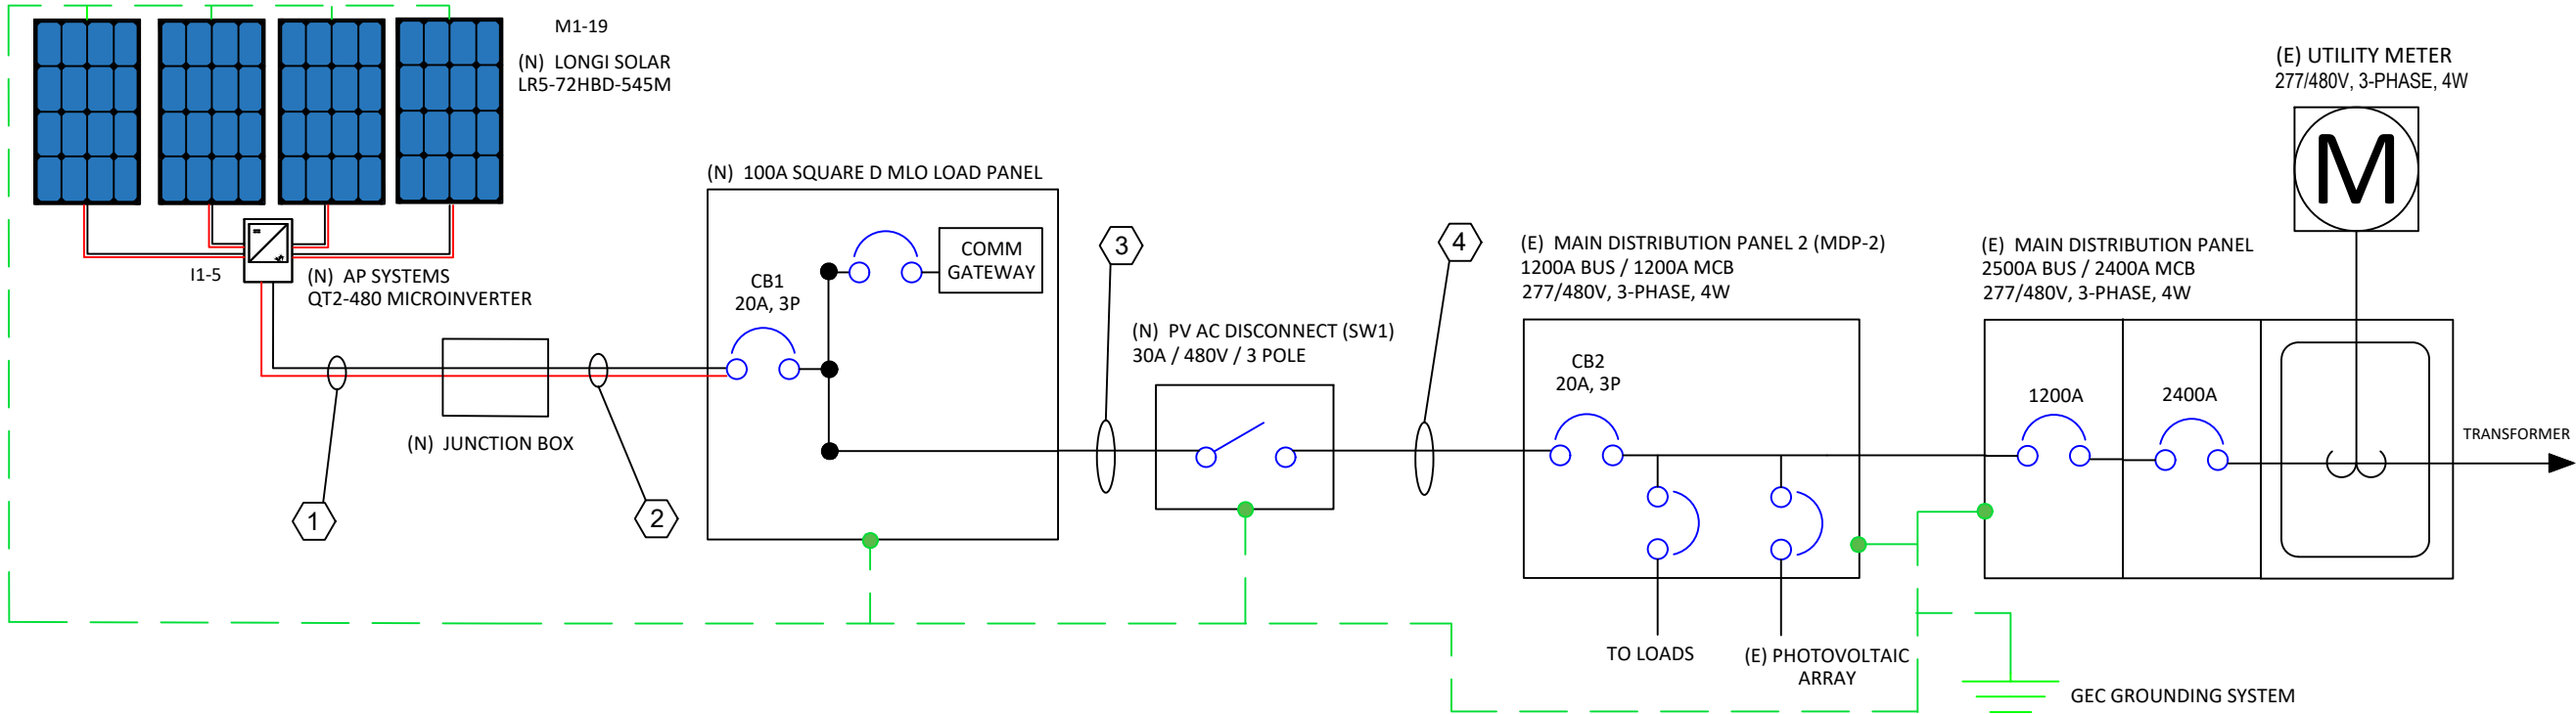 M1-19
(N) LONGI SOLAR
LR5-72HBD-545M
I1-5
(N) AP SYSTEMS
QT2-480 MICROINVERTER
(N) JUNCTION BOX
1
2
(N) 100A SQUARE D MLO LOAD PANEL
CB1
20A, 3P
COMM
GATEWAY
3
(N) PV AC DISCONNECT (SW1)
30A / 480V / 3 POLE
4
(E) MAIN DISTRIBUTION PANEL 2 (MDP-2)
1200A BUS / 1200A MCB
277/480V, 3-PHASE, 4W
CB2
20A, 3P
TO LOADS
(E) PHOTOVOLTAIC
ARRAY
(E) MAIN DISTRIBUTION PANEL
2500A BUS / 2400A MCB
277/480V, 3-PHASE, 4W
1200A
2400A
(E) UTILITY METER
277/480V, 3-PHASE, 4W
M
TRANSFORMER
GEC GROUNDING SYSTEM